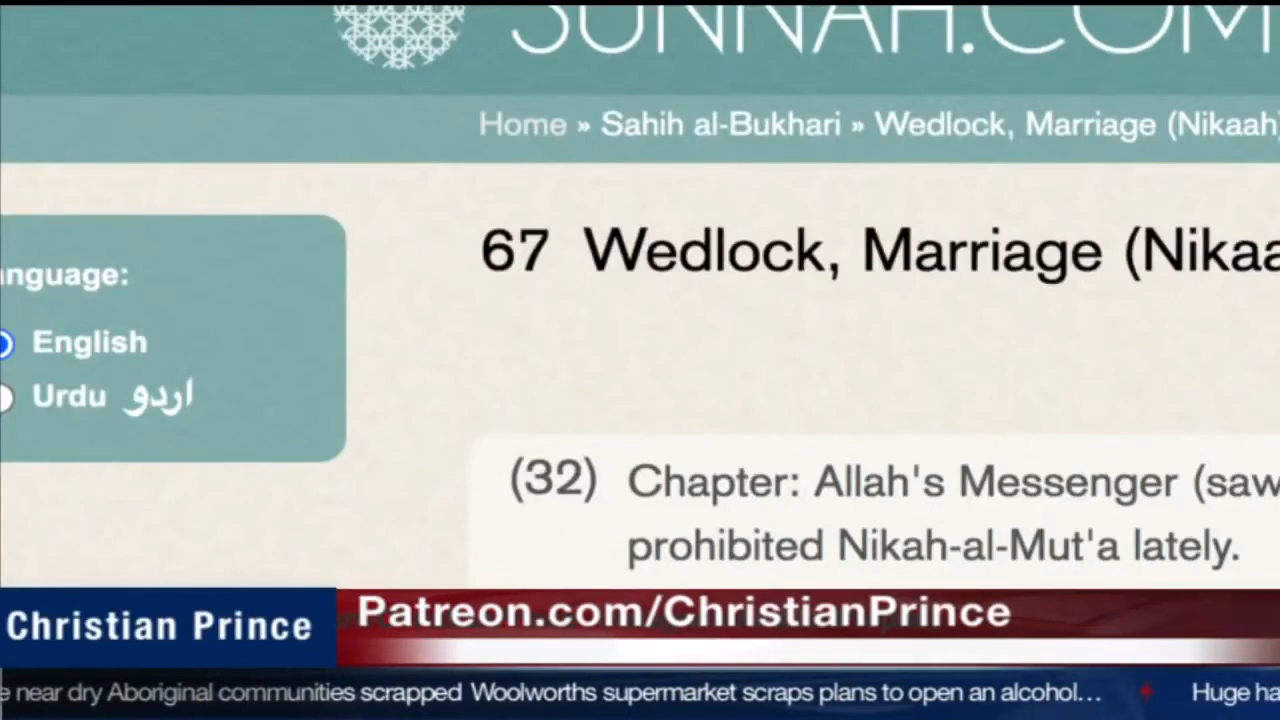 SUNNAH.COM
Home » Sahih al-Bukhari » Wedlock, Marriage (Nikaah)
67 Wedlock, Marriage (Nikaa
anguage:
English
Urdu اردو
(32) Chapter: Allah's Messenger (saw
prohibited Nikah-al-Mut'a lately.
Christian Prince
Patreon.com/ChristianPrince
e near dry Aboriginal communities scrapped Woolworths supermarket scraps plans to open an alcohol... Huge ha